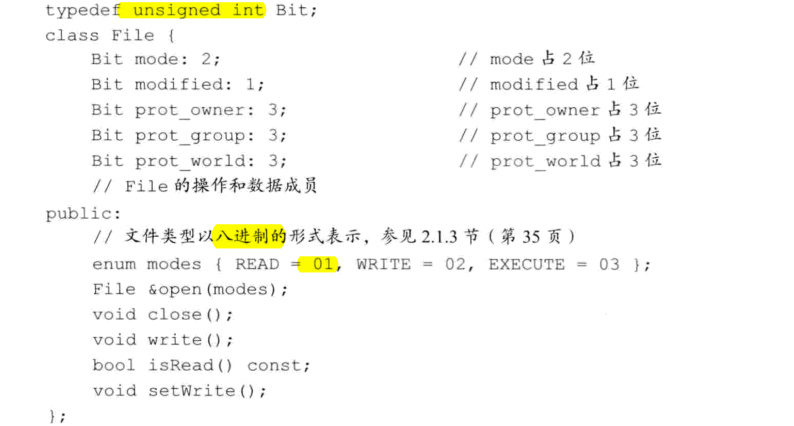 typedef unsigned int Bit;
class File {
    Bit mode: 2;                    // mode 占 2 位
    Bit modified: 1;                // modified 占 1 位
    Bit prot_owner: 3;              // prot_owner 占 3 位
    Bit prot_group: 3;              // prot_group 占 3 位
    Bit prot_world: 3;              // prot_world 占 3 位
    // File 的操作和数据成员
public:
    // 文件类型以八进制的形式表示，参见 2.1.3 节（第 35 页）
    enum modes { READ = 01, WRITE = 02, EXECUTE = 03 };
    File &open(modes);
    void close();
    void write();
    bool isRead() const;
    void setWrite();
};